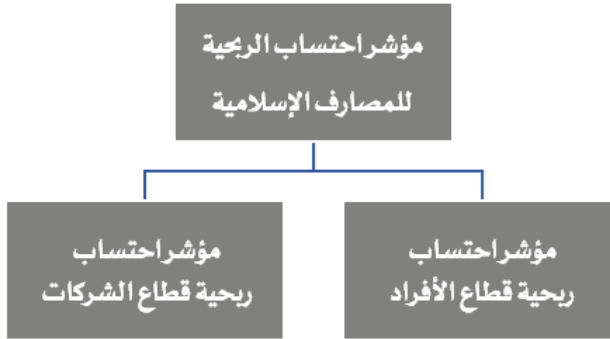 مؤشر احتساب الربحية
للمصارف الإسلامية
مؤشر احتساب
ربحية قطاع الأفراد
مؤشر احتساب
ربحية قطاع الشركات